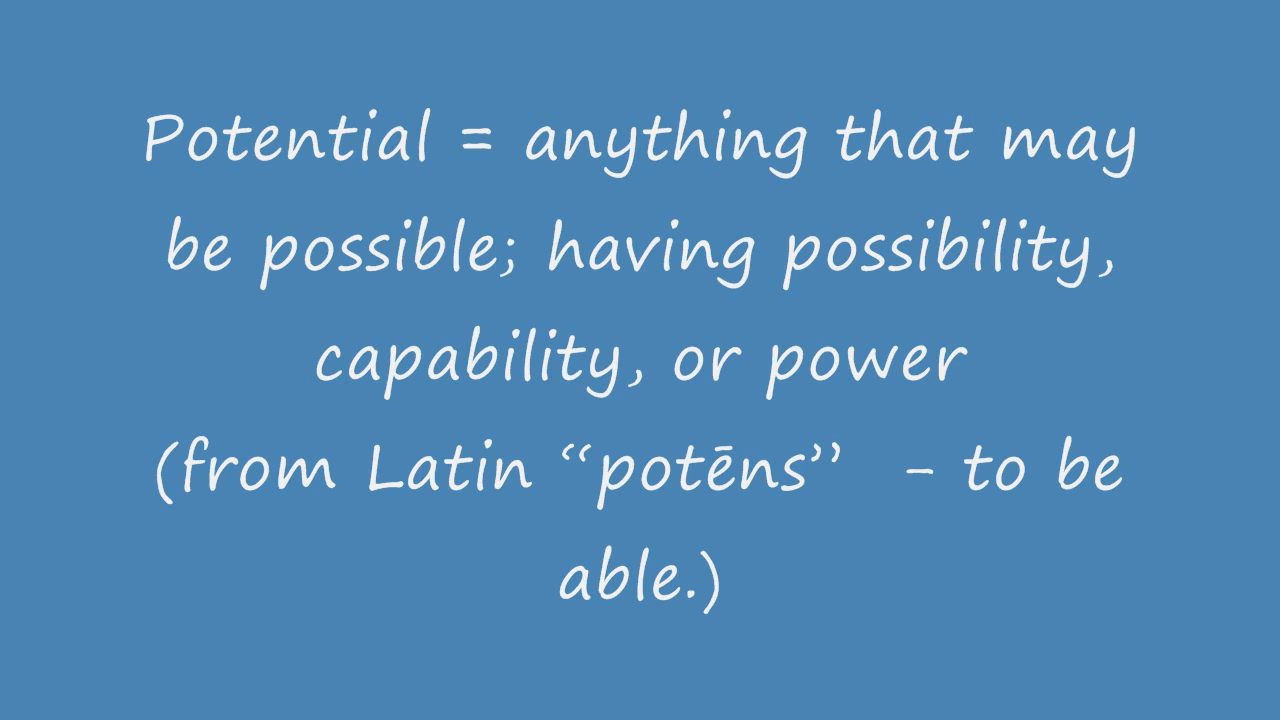 Potential = anything that may
be possible; having possibility,
capability, or power
(from Latin “potēns”  - to be
able.)